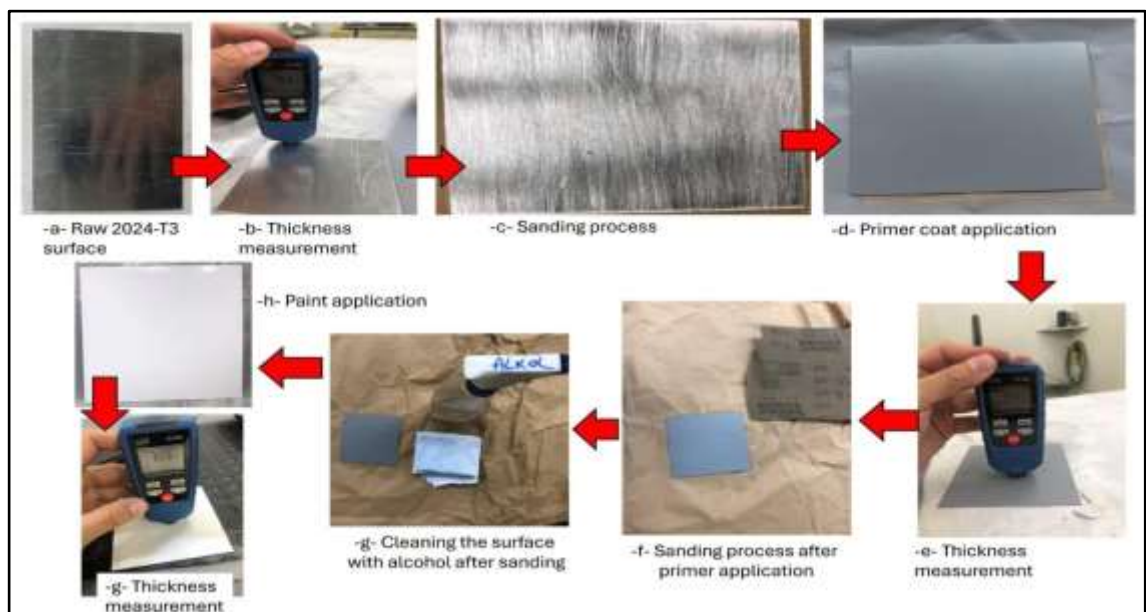 -a- Raw 2024-T3
surface
-b- Thickness
measurement
-c- Sanding process
-d- Primer coat application
-e- Thickness
measurement
-f- Sanding process after
primer application
ALKOL
-g- Cleaning the surface
with alcohol after sanding
-h- Paint application
-g- Thickness
measurement